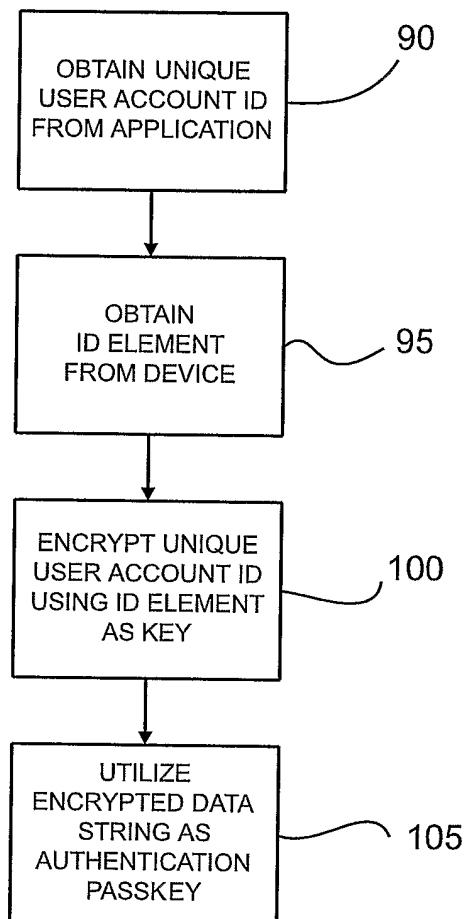 OBTAIN UNIQUE
USER ACCOUNT ID
FROM APPLICATION
90
OBTAIN
ID ELEMENT
FROM DEVICE
95
ENCRYPT UNIQUE
USER ACCOUNT ID
USING ID ELEMENT
AS KEY
100
UTILIZE
ENCRYPTED DATA
STRING AS
AUTHENTICATION
PASSKEY
105